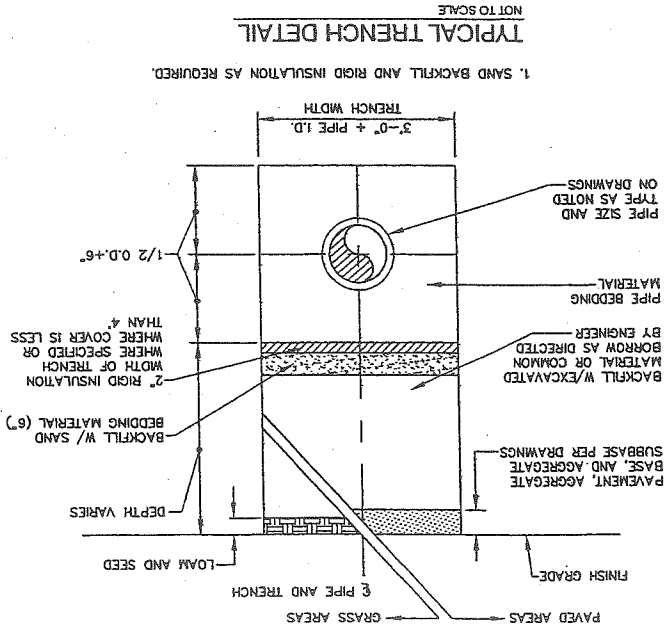 PAVED AREAS
GRASS AREAS
FINISH GRADE
℄ PIPE AND TRENCH
LOAM AND SEED
PAVEMENT, AGGREGATE
BASE, AND AGGREGATE
SUBBASE PER DRAWINGS
DEPTH VARIES
BACKFILL W/ SAND
BEDDING MATERIAL (6")
BACKFILL W/EXCAVATED
MATERIAL OR COMMON
BORROW AS DIRECTED
BY ENGINEER
2" RIGID INSULATION
WIDTH OF TRENCH
WHERE SPECIFIED OR
WHERE COVER IS LESS
THAN 4'
PIPE BEDDING
MATERIAL
1/2 O.D.+6"
PIPE SIZE AND
TYPE AS NOTED
ON DRAWINGS
3'-0" + PIPE I.D.
TRENCH WIDTH
1. SAND BACKFILL AND RIGID INSULATION AS REQUIRED.
TYPICAL TRENCH DETAIL
NOT TO SCALE